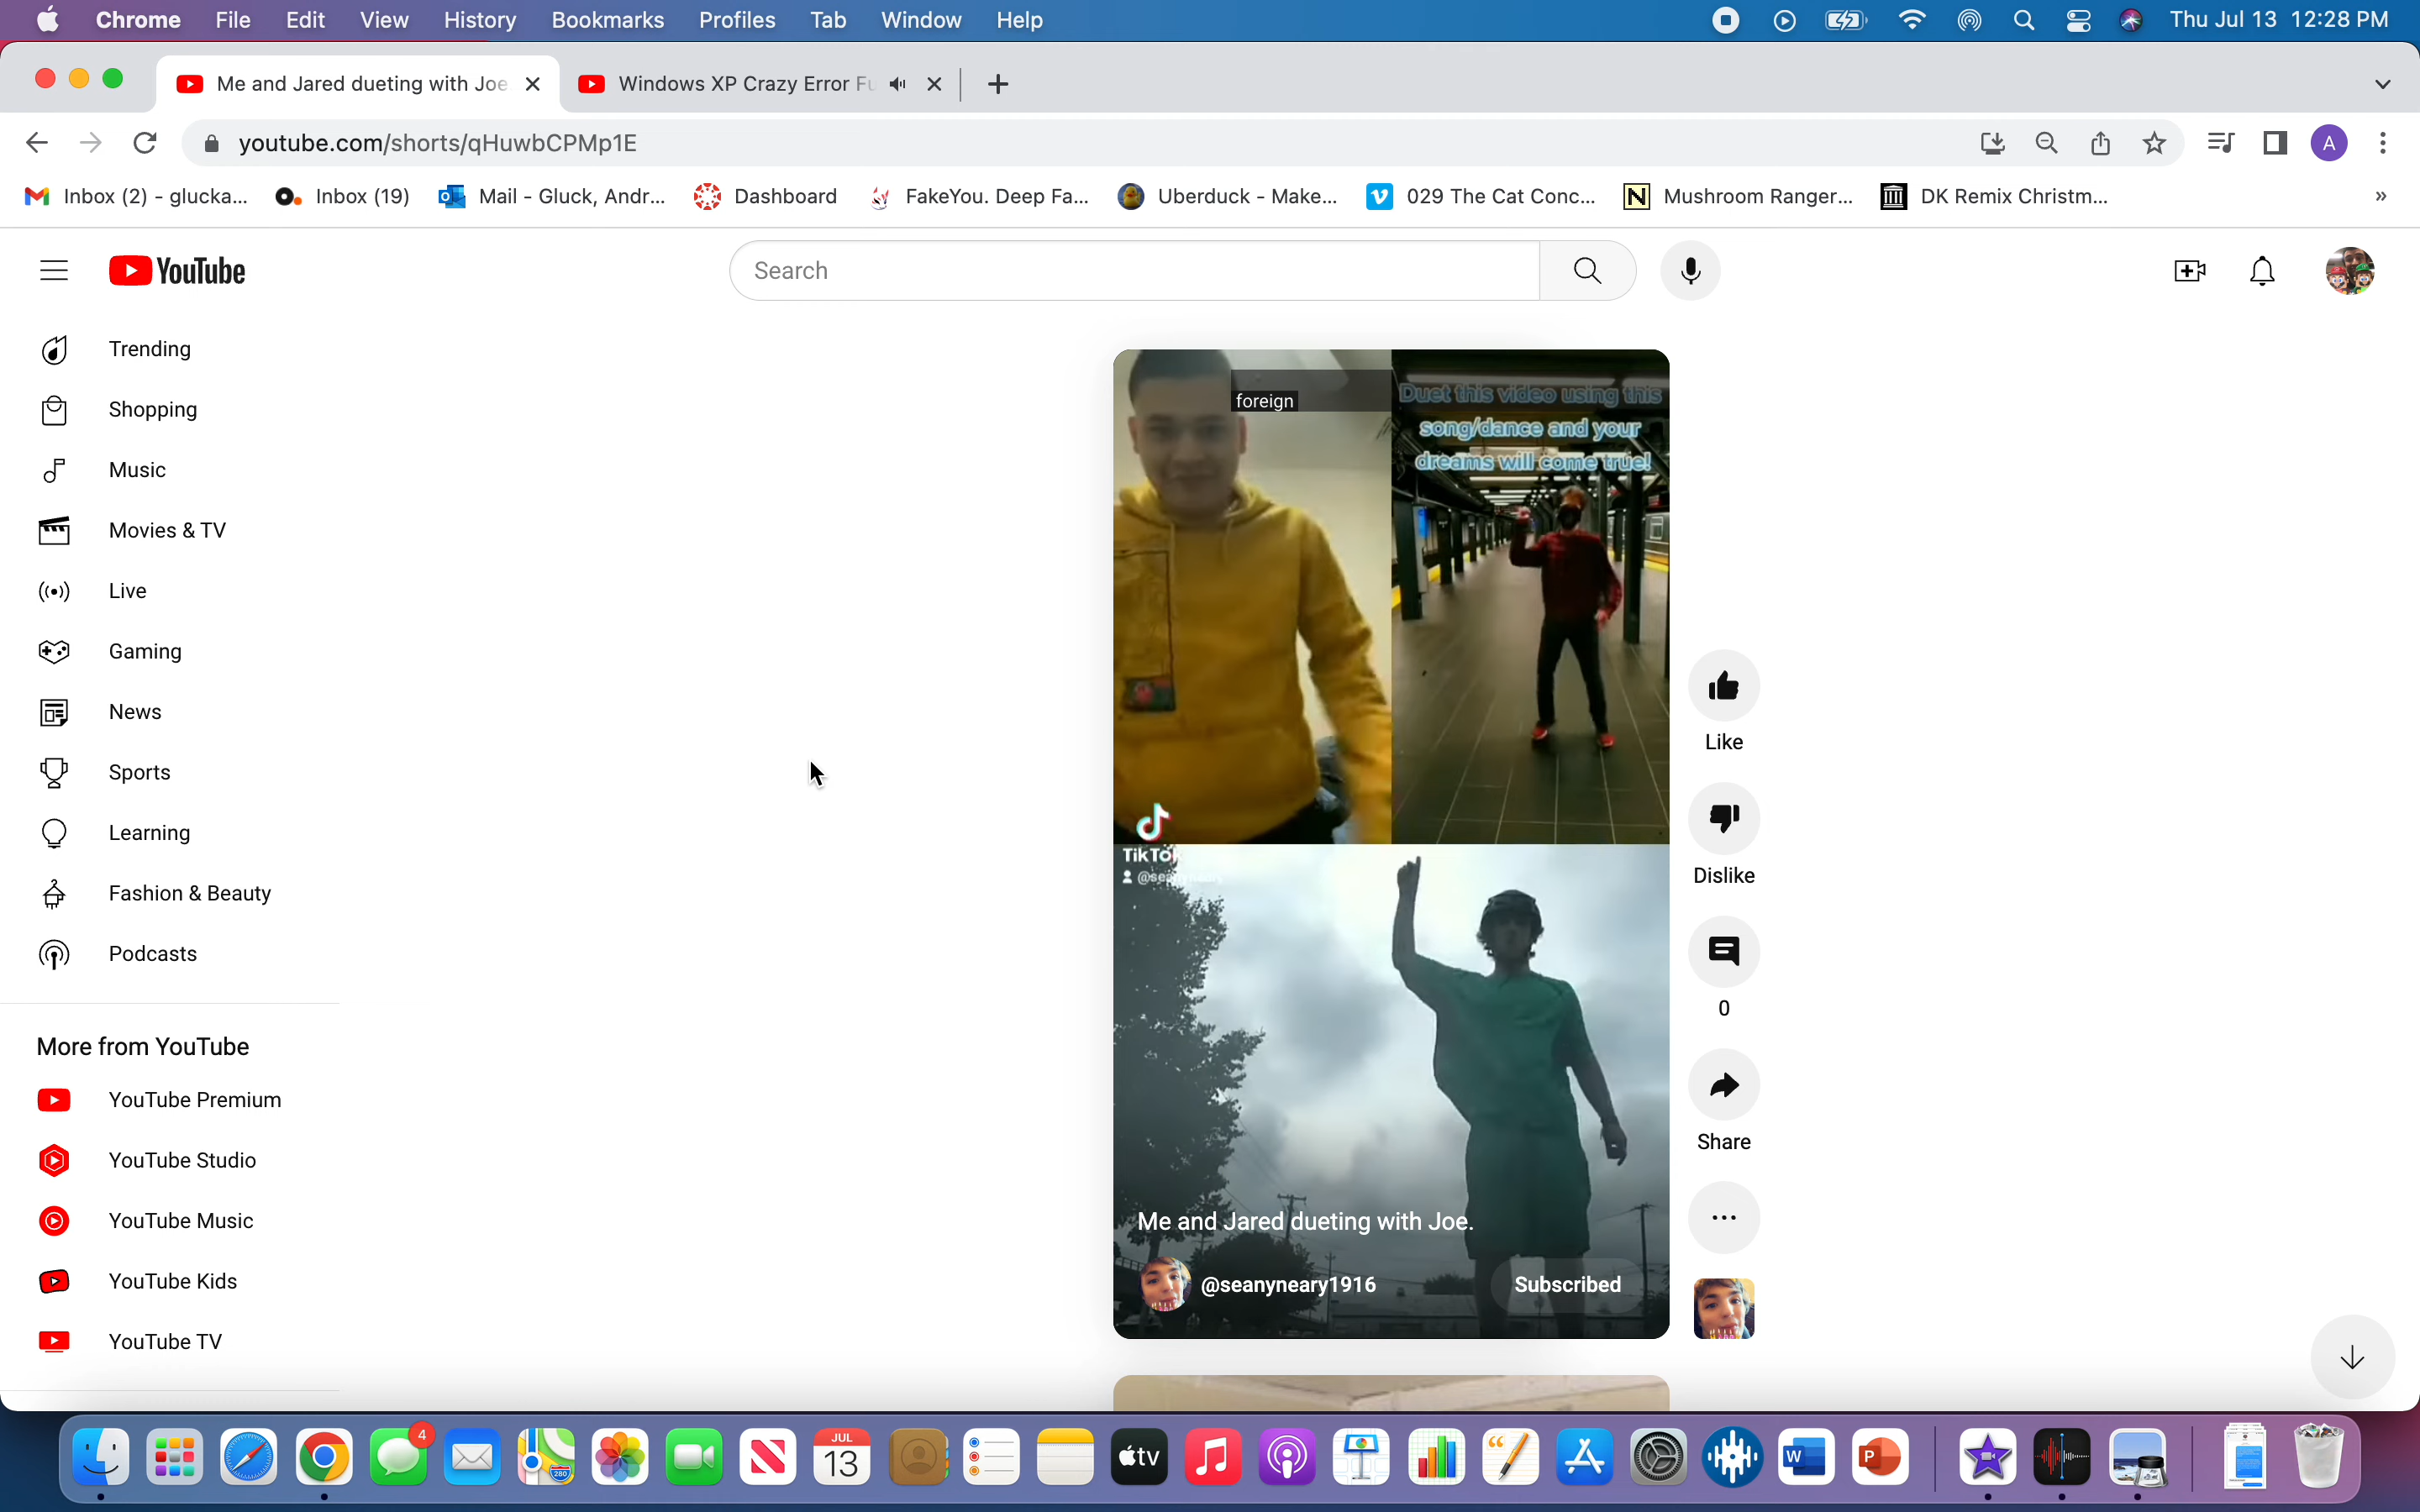 Chrome File Edit View History Bookmarks Profiles Tab Window Help Thu Jul 13 12:28 PM
Me and Jared dueting with Joe Windows XP Crazy Error Fu
youtube.com/shorts/qHuwbCPMp1E A
Inbox (2) - glucka... Inbox (19) Mail - Gluck, Andr... Dashboard FakeYou. Deep Fa... Uberduck - Make... 029 The Cat Conc... Mushroom Ranger... DK Remix Christm... »
YouTube Search
Trending
Shopping
Music
Movies & TV
Live
Gaming
News
Sports
Learning
Fashion & Beauty
Podcasts
More from YouTube
YouTube Premium
YouTube Studio
YouTube Music
YouTube Kids
YouTube TV
foreign
Duet this video using this
song/dance and your
dreams will come true!
TikTok
Me and Jared dueting with Joe.
@seanyneary1916 Subscribed
Like
Dislike
0
Share
4
280
JUL
13
tv
W
P